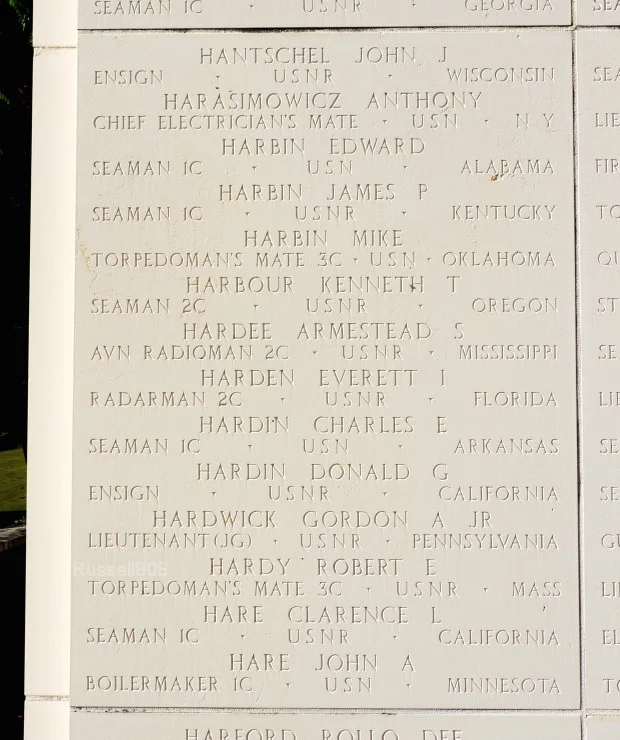 SEAMAN 1C · USNR · GEORGIA
HANTSCHEL JOHN J
ENSIGN · USNR · WISCONSIN
HARASIMOWICZ ANTHONY
CHIEF ELECTRICIAN'S MATE · USN · N Y
HARBIN EDWARD
SEAMAN 1C · USN · ALABAMA
HARBIN JAMES P
SEAMAN 1C · USNR · KENTUCKY
HARBIN MIKE
TORPEDOMAN'S MATE 3C · USN · OKLAHOMA
HARBOUR KENNETH T
SEAMAN 2C · USNR · OREGON
HARDEE ARMESTEAD S
AVN RADIOMAN 2C · USNR · MISSISSIPPI
HARDEN EVERETT I
RADARMAN 2C · USNR · FLORIDA
HARDIN CHARLES E
SEAMAN 1C · USN · ARKANSAS
HARDIN DONALD G
ENSIGN · USNR · CALIFORNIA
HARDWICK GORDON A JR
LIEUTENANT(JG) · USNR · PENNSYLVANIA
Russell909
HARDY ROBERT E
TORPEDOMAN'S MATE 3C · USNR · MASS
HARE CLARENCE L
SEAMAN 1C · USNR · CALIFORNIA
HARE JOHN A
BOILERMAKER 1C · USN · MINNESOTA
HARFORD ROLLO DEE